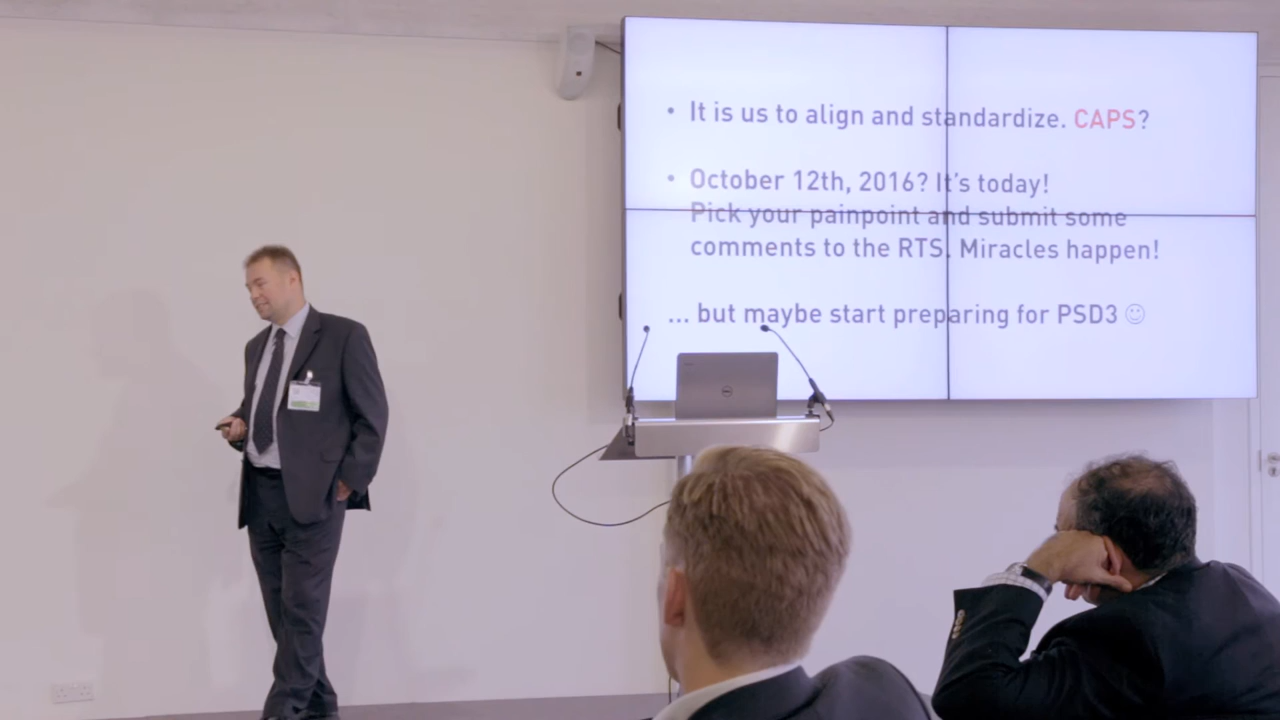 • It is us to align and standardize. CAPS?
• October 12th, 2016? It's today!
Pick your painpoint and submit some
comments to the RTS. Miracles happen!
... but maybe start preparing for PSD3 ☺
DELL